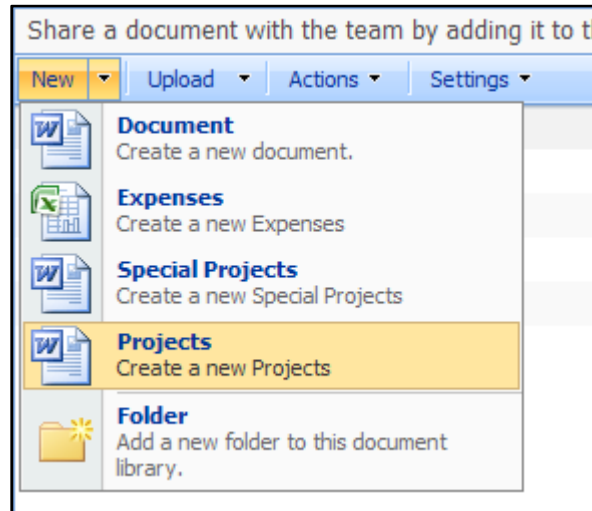 Share a document with the team by adding it to t
New Upload Actions Settings
Document
Create a new document.
Expenses
Create a new Expenses
Special Projects
Create a new Special Projects
Projects
Create a new Projects
Folder
Add a new folder to this document
library.